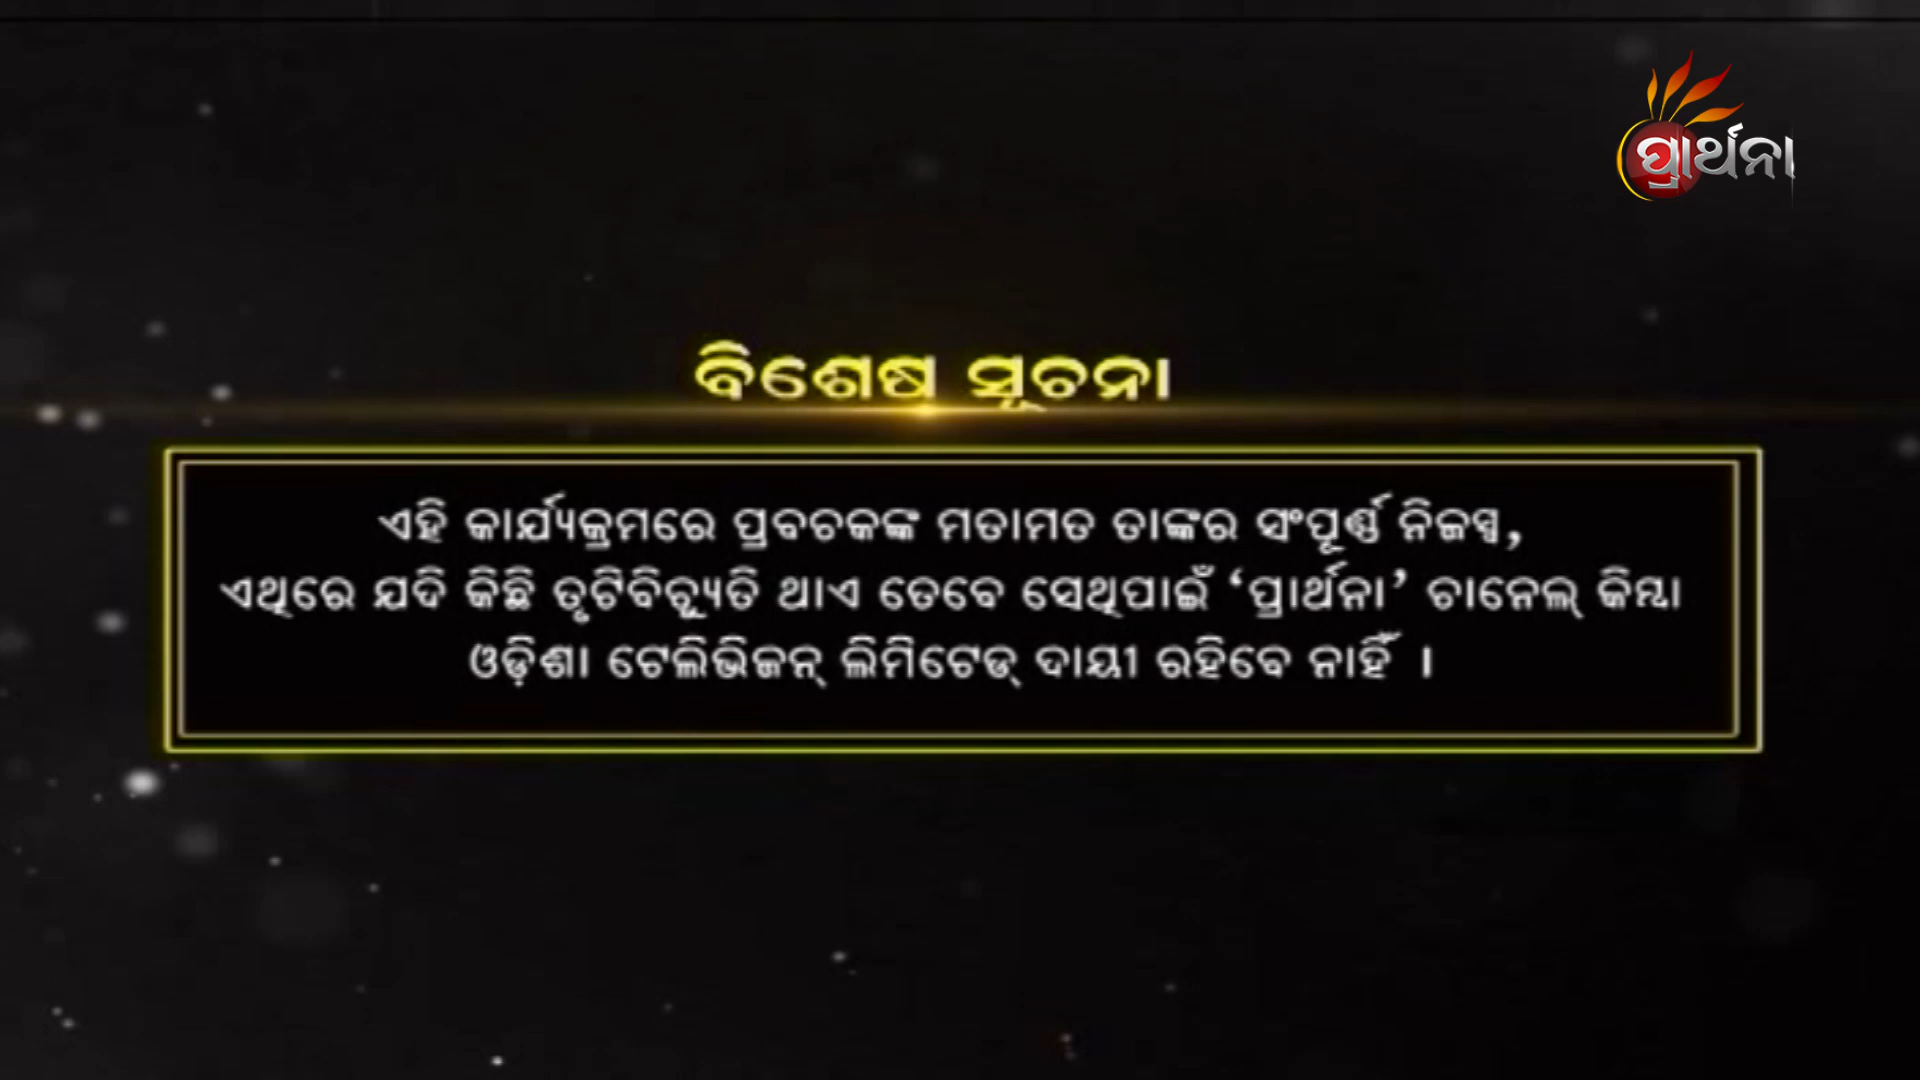 ପ୍ରାର୍ଥନା
ବିଶେଷ ସୂଚନା
ଏହି କାର୍ଯ୍ୟକ୍ରମରେ ପ୍ରବଚକଙ୍କ ମତାମତ ତାଙ୍କର ସଂପୂର୍ଣ୍ଣ ନିଜସ୍ୱ,
ଏଥିରେ ଯଦି କିଛି ତୃଟିବିଚ୍ୟୁତି ଥାଏ ତେବେ ସେଥିପାଇଁ ‘ପ୍ରାର୍ଥନା’ ଚାନେଲ୍ କିମ୍ୱା
ଓଡ଼ିଶା ଟେଲିଭିଜନ୍ ଲିମିଟେଡ୍ ଦାୟୀ ରହିବେ ନାହିଁ ।